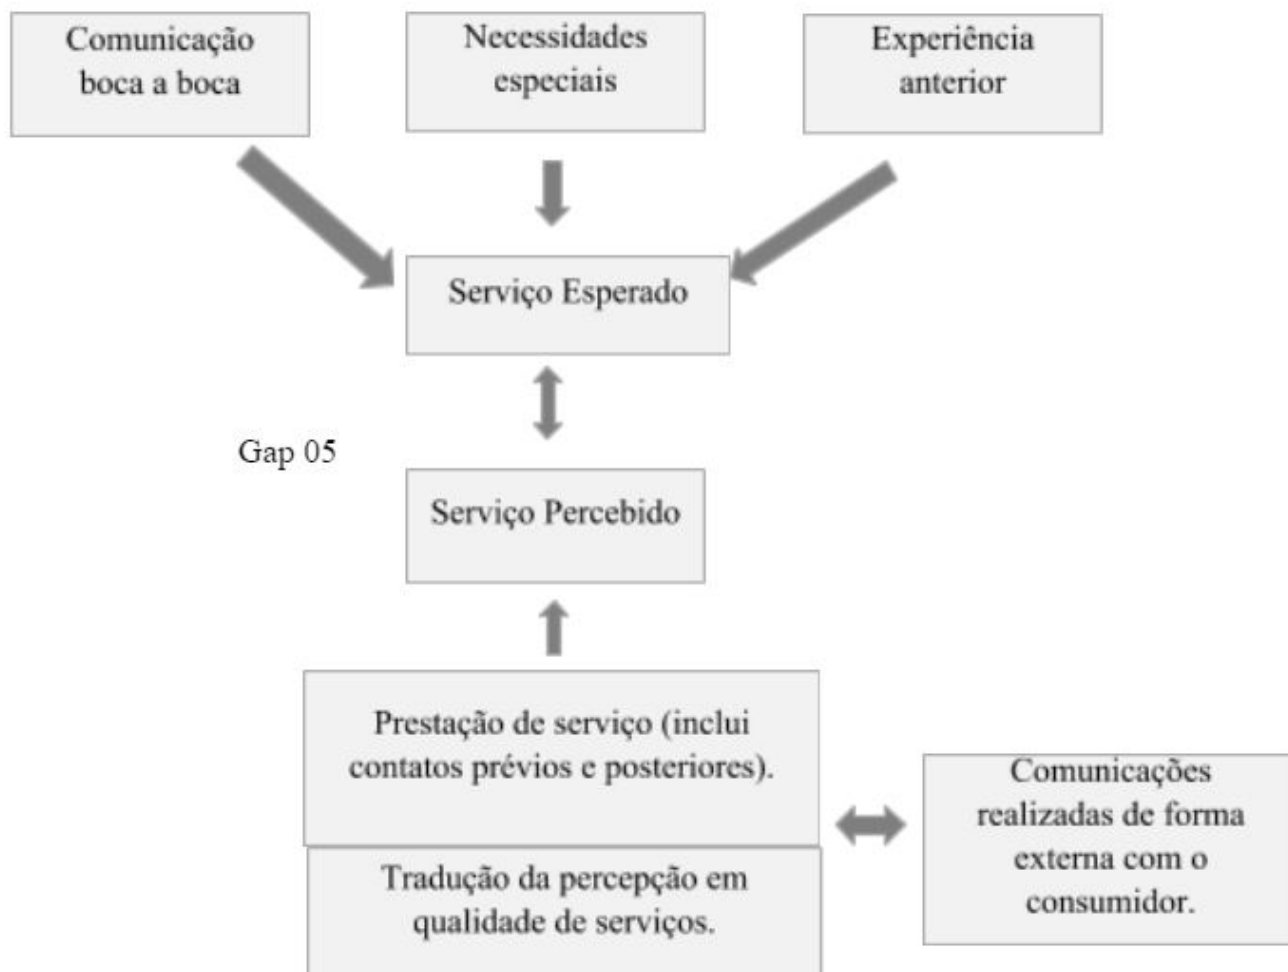 Comunicação
boca a boca
Necessidades
especiais
Experiência
anterior
Serviço Esperado
Gap 05
Serviço Percebido
Prestação de serviço (inclui
contatos prévios e posteriores).
Tradução da percepção em
qualidade de serviços.
Comunicações
realizadas de forma
externa com o
consumidor.